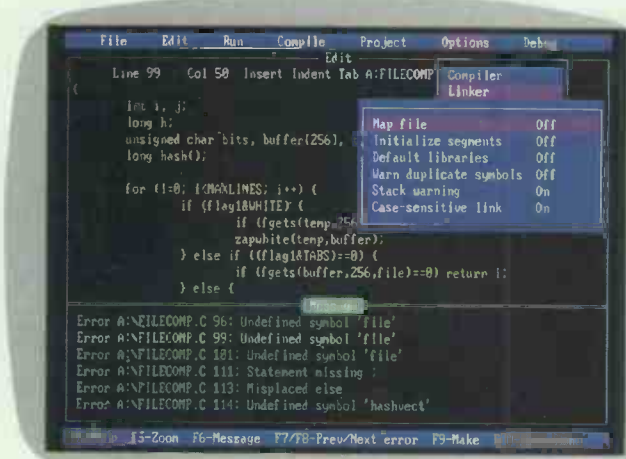 File Edit Run Compile Project Options Debug
Edit
Line 99 Col 50 Insert Indent Tab A:FILECOMP
Compiler
Linker
{
int i, j;
long h;
unsigned char bits, buffer[256],
long hash();
Map file Off
Initialize segments Off
Default libraries Off
Warn duplicate symbols Off
Stack warning On
Case-sensitive link On
for (i=0; i<MAXLINES; i++) {
if (flag1&WHITE) {
if (fgets(temp,256
zapwhite(temp,buffer);
} else if ((flag1&TABS)==0) {
if (fgets(buffer,256,file)==0) return i;
} else {
Message
Error A:\FILECOMP.C 96: Undefined symbol 'file'
Error A:\FILECOMP.C 99: Undefined symbol 'file'
Error A:\FILECOMP.C 101: Undefined symbol 'file'
Error A:\FILECOMP.C 111: Statement missing ;
Error A:\FILECOMP.C 113: Misplaced else
Error A:\FILECOMP.C 114: Undefined symbol 'hashvect'
F5-Zoom F6-Message F7/F8-Prev/Next error F9-Make